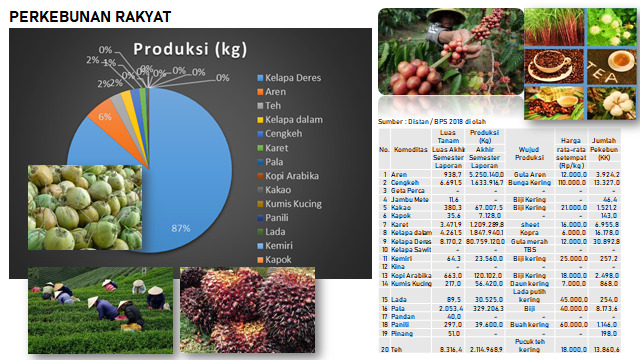 PERKEBUNAN RAKYAT
Produksi (kg)
0%
0%
0%
0%
0%
2%
1%
0%
0%
0%
0%
2%
2%
6%
87%
Kelapa Deres
Aren
Teh
Kelapa dalam
Cengkeh
Karet
Pala
Kopi Arabika
Kakao
Kumis Kucing
Panili
Lada
Kemiri
Kapok
TEA
Sumber : Distan / BPS 2018 di olah
No. Komoditas Luas Tanam Luas Akhir Semester Laporan Produksi (Kg) Akhir Semester Laporan Wujud Produksi Harga rata-rata setempat (Rp/kg) Jumlah Pekebun (KK)
1 Aren 938,7 5.250.140,0 Gula Aren 12.000,0 3.924,2
2 Cengkeh 6.691,5 1.633.916,7 Bunga Kering 110.000,0 13.327,0
3 Gela Perca - - - -
4 Jambu Mete 11,6 - Biji Kering - 46,4
5 Kakao 380,3 67.007,5 Biji Kering 21.000,0 1.521,2
6 Kapok 35,6 7.128,0 - - 143,0
7 Karet 3.471,9 1.209.289,8 sheet 16.000,0 6.955,8
8 Kelapa dalam 4.261,5 1.847.940,1 Kopra 6.000,0 16.778,0
9 Kelapa Deres 8.170,2 80.759.120,0 Gula merah 12.000,0 30.892,8
10 Kelapa Sawit - - TBS - -
11 Kemiri 64,3 23.560,0 Biji Kering 25.000,0 257,2
12 Kina - - - -
13 Kopi Arabika 663,0 120.102,0 Biji Kering 18.000,0 2.498,0
14 Kumis Kucing 217,0 56.420,0 Daun kering 7.000,0 868,0
15 Lada 89,5 30.525,0 Lada putih kering 45.000,0 254,0
16 Pala 2.053,4 329.206,3 Biji 40.000,0 8.173,6
17 Pandan 40,0 - - - -
18 Panili 297,0 39.600,0 Buah kering 60.000,0 1.146,0
19 Pinang 51,0 - - - 198,0
20 Teh 8.316,4 2.114.968,9 Pucuk teh kering 18.000,0 13.860,6